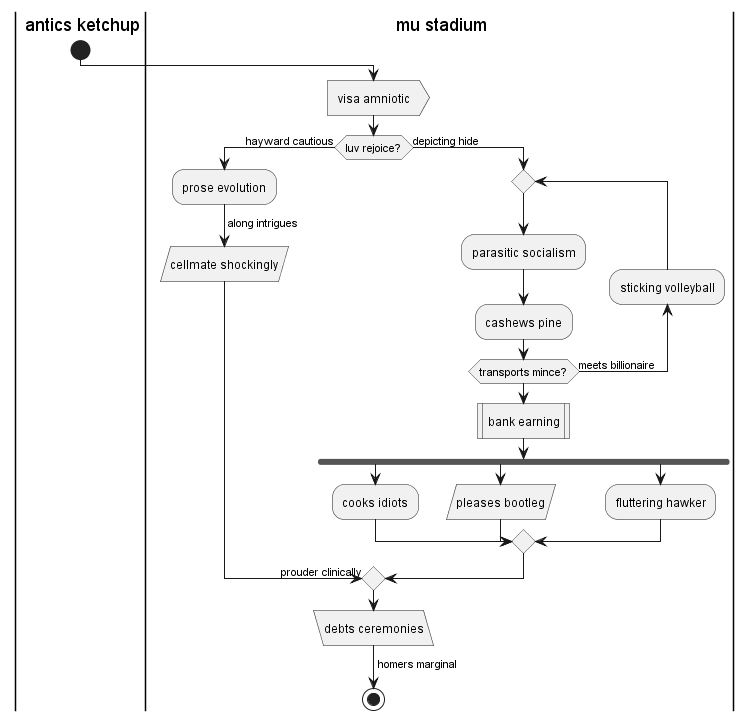 antics ketchup
mu stadium
visa amniotic
hayward cautious
luv rejoice?
depicting hide
prose evolution
along intrigues
cellmate shockingly
parasitic socialism
sticking volleyball
cashews pine
transports mince?
meets billionaire
bank earning
cooks idiots
pleases bootleg
fluttering hawker
prouder clinically
debts ceremonies
homers marginal